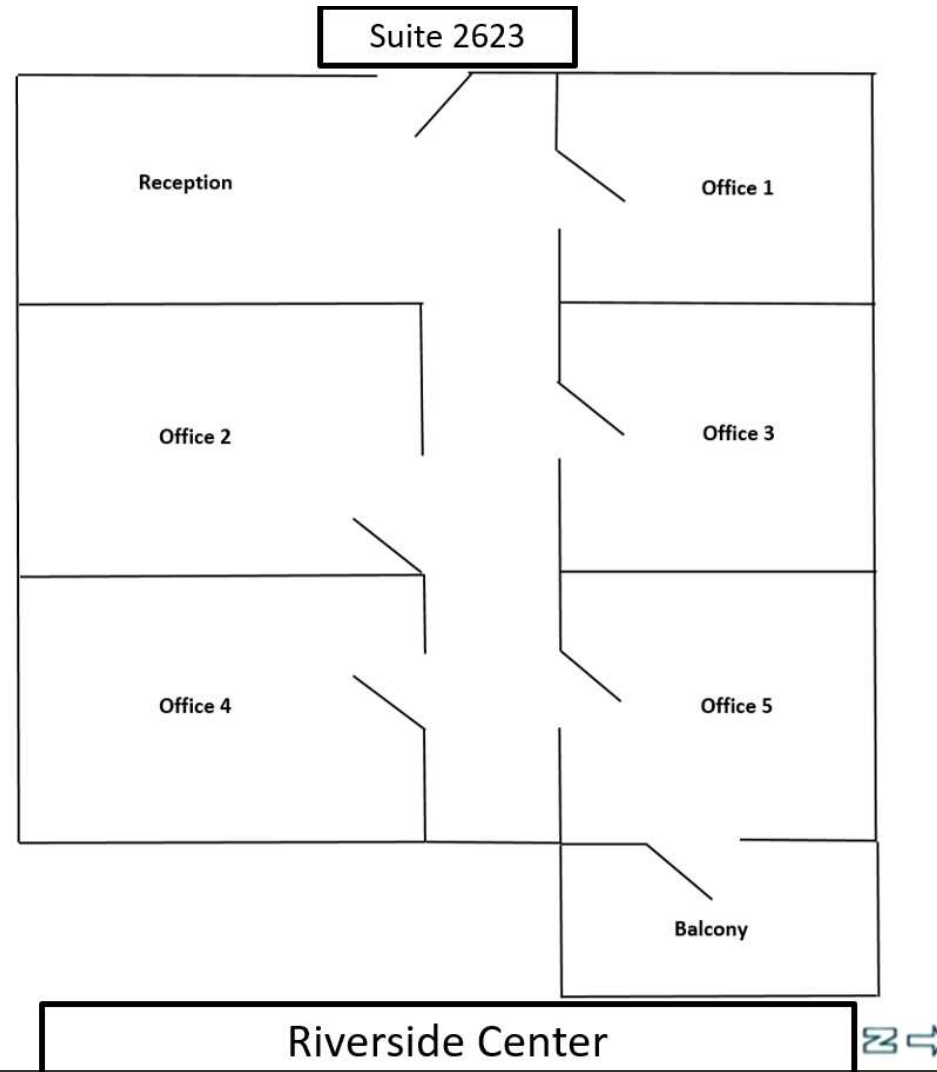 Suite 2623
Reception
Office 1
Office 2
Office 3
Office 4
Office 5
Balcony
Riverside Center
N